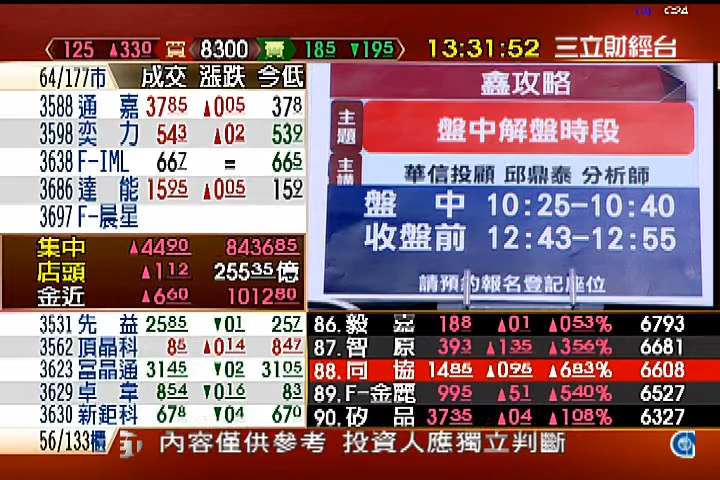 125 ▲330 買 8300 賣 185 ▼195 13:31:52 三立財經台
64/177市 成交 漲跌 今低
3588 通嘉 3785 ▲005 378
3598 奕力 543 ▲02 539
3638 F-IML 667 = 665
3686 達能 1595 ▲005 159
3697 F-晨星
鑫攻略
主題 盤中解盤時段
主講 華信投顧 邱鼎泰 分析師
盤中 10:25-10:40
收盤前 12:43-12:55
請預約報名登記座位
集中 ▲4490 843685
店頭 ▲112 25535億
金近 ▲660 101280
3531 先益 2585 ▼01 257
3562 頂晶科 85 ▲014 847
3623 富晶通 3145 ▼02 3105
3629 卓韋 854 ▼016 83
3630 新鉅科 678 ▼04 670
86.毅嘉 188 ▲01 ▲053% 6793
87.智原 393 ▲135 ▲356% 6681
88.同協 1485 ▲095 ▲683% 6608
89.F-金麗 995 ▲51 ▲540% 6527
90.矽品 3735 ▲04 ▲108% 6327
56/133櫃 內容僅供參考 投資人應獨立判斷